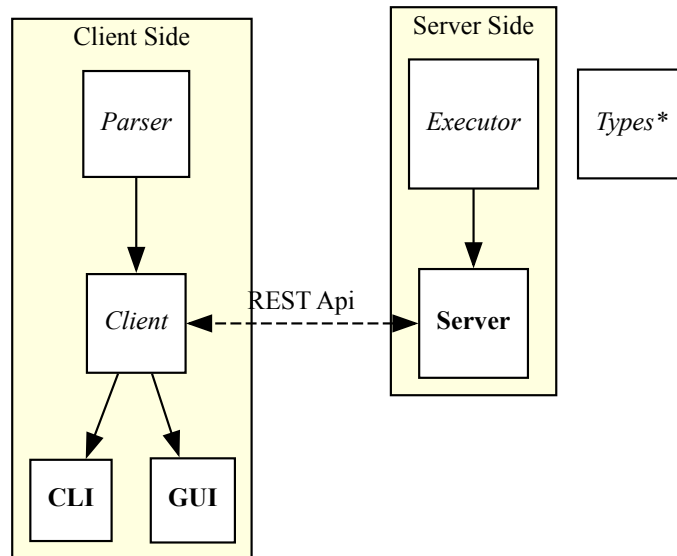 Client Side
Server Side
Parser
Executor
Types*
REST Api
Client
Server
CLI
GUI